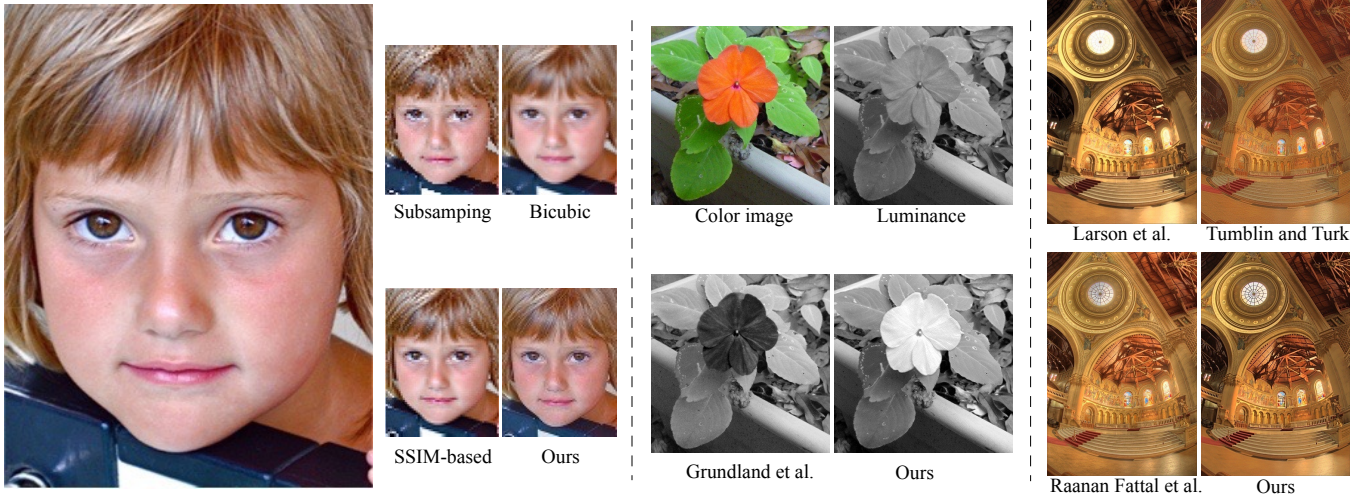 Subsamping
Bicubic
SSIM-based
Ours
Color image
Luminance
Grundland et al.
Ours
Larson et al.
Tumblin and Turk
Raanan Fattal et al.
Ours